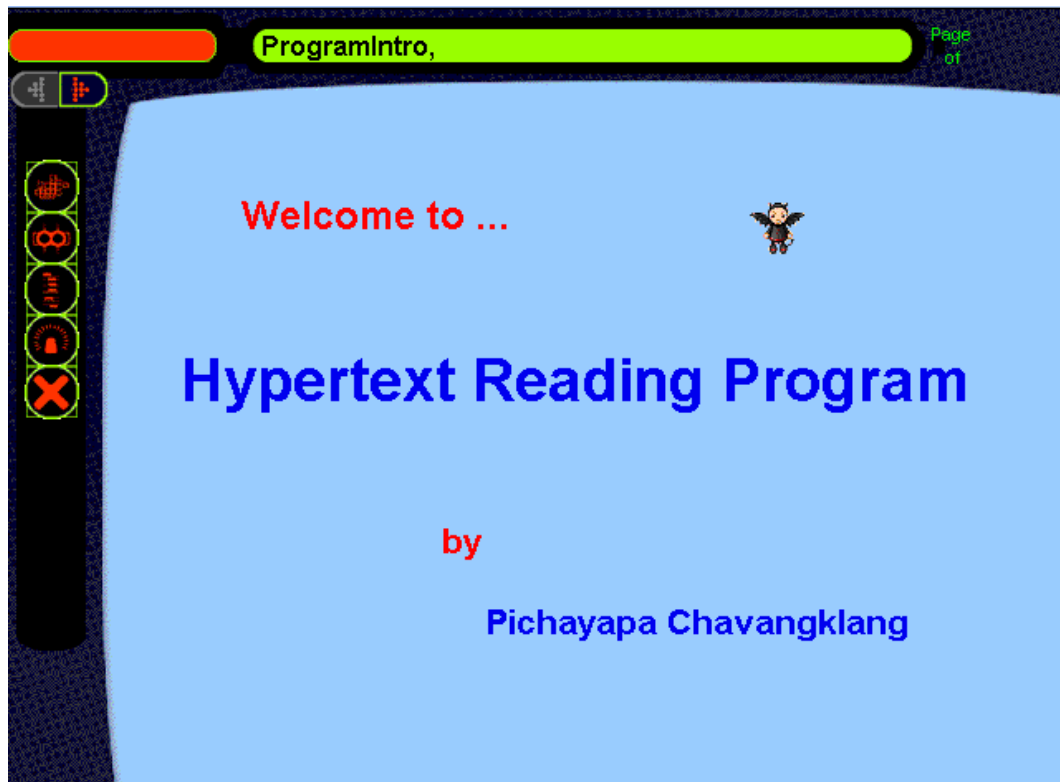 ProgramIntro,
Page
of
Welcome to ...
Hypertext Reading Program
by
Pichayapa Chavangklang